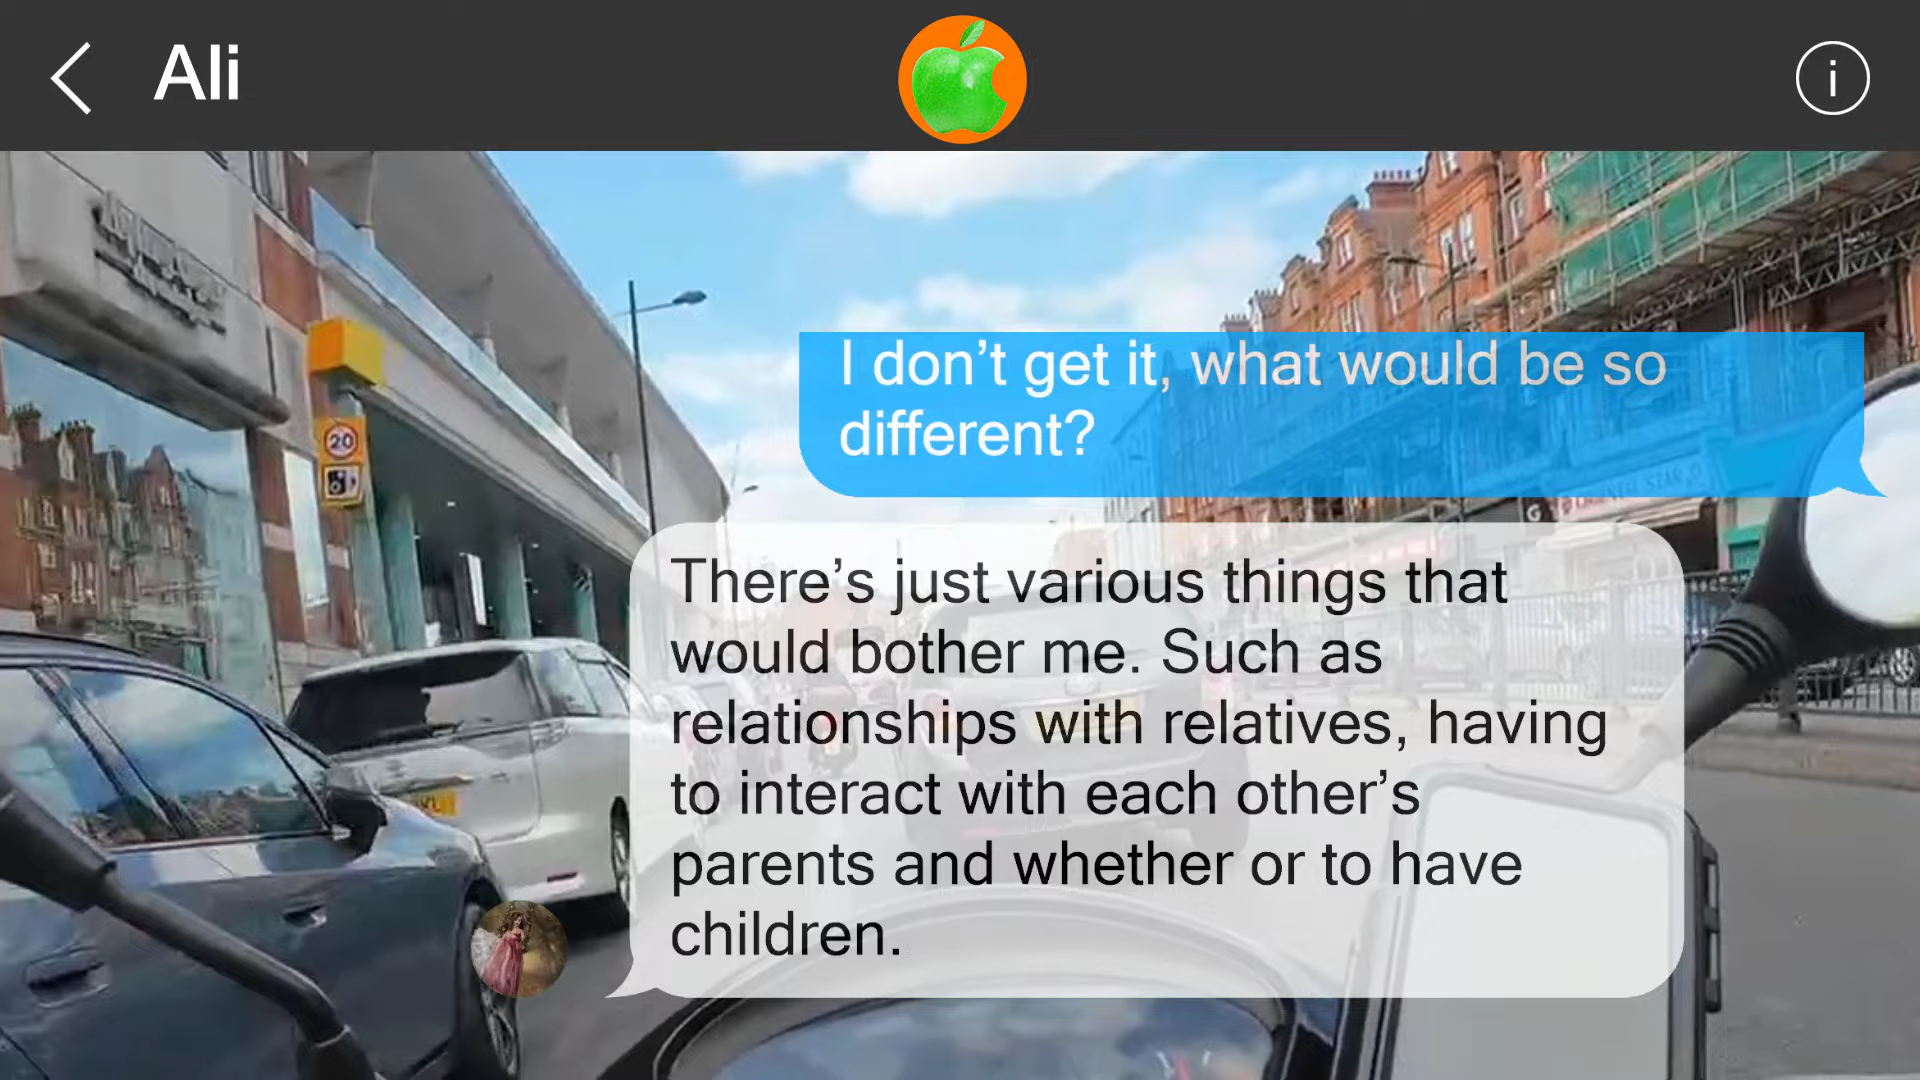 Ali
i
I don’t get it, what would be so
different?
20
There’s just various things that
would bother me. Such as
relationships with relatives, having
to interact with each other’s
parents and whether or to have
children.